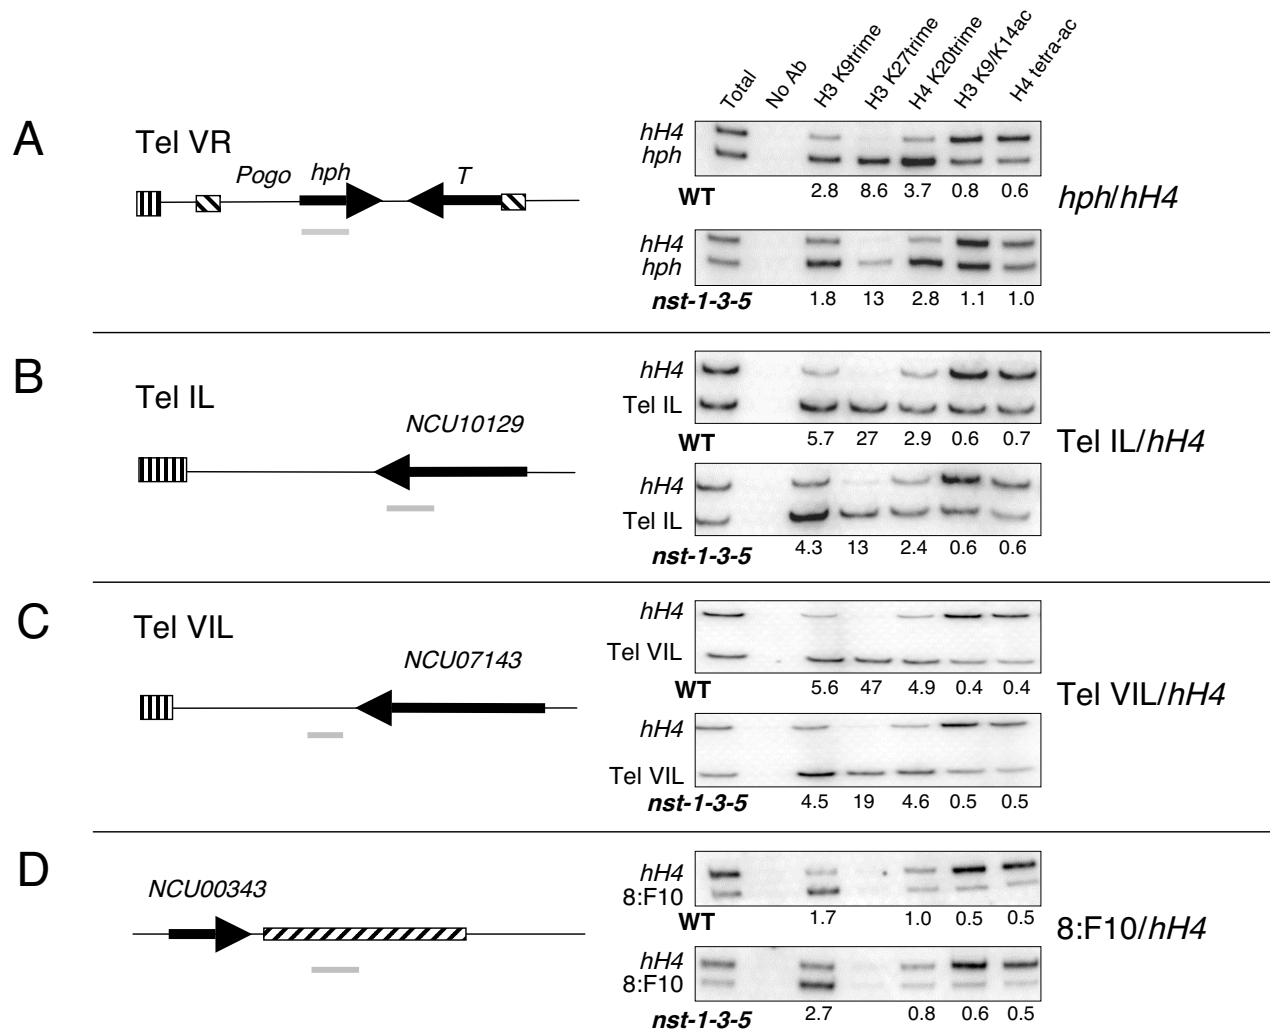 Total No Ab H3 K9trime H3 K27trime H4 K20trime H3 K9/K14ac H4 tetra-ac
A
Tel VR
Pogo hph T
hH4
hph
WT 2.8 8.6 3.7 0.8 0.6
hph/hH4
hH4
hph
nst-1-3-5 1.8 13 2.8 1.1 1.0
B
Tel IL
NCU10129
hH4
Tel IL
WT 5.7 27 2.9 0.6 0.7
Tel IL/hH4
hH4
Tel IL
nst-1-3-5 4.3 13 2.4 0.6 0.6
C
Tel VIL
NCU07143
hH4
Tel VIL
WT 5.6 47 4.9 0.4 0.4
Tel VIL/hH4
hH4
Tel VIL
nst-1-3-5 4.5 19 4.6 0.5 0.5
D
NCU00343
hH4
8:F10
WT 1.7 1.0 0.5 0.5
8:F10/hH4
hH4
8:F10
nst-1-3-5 2.7 0.8 0.6 0.5